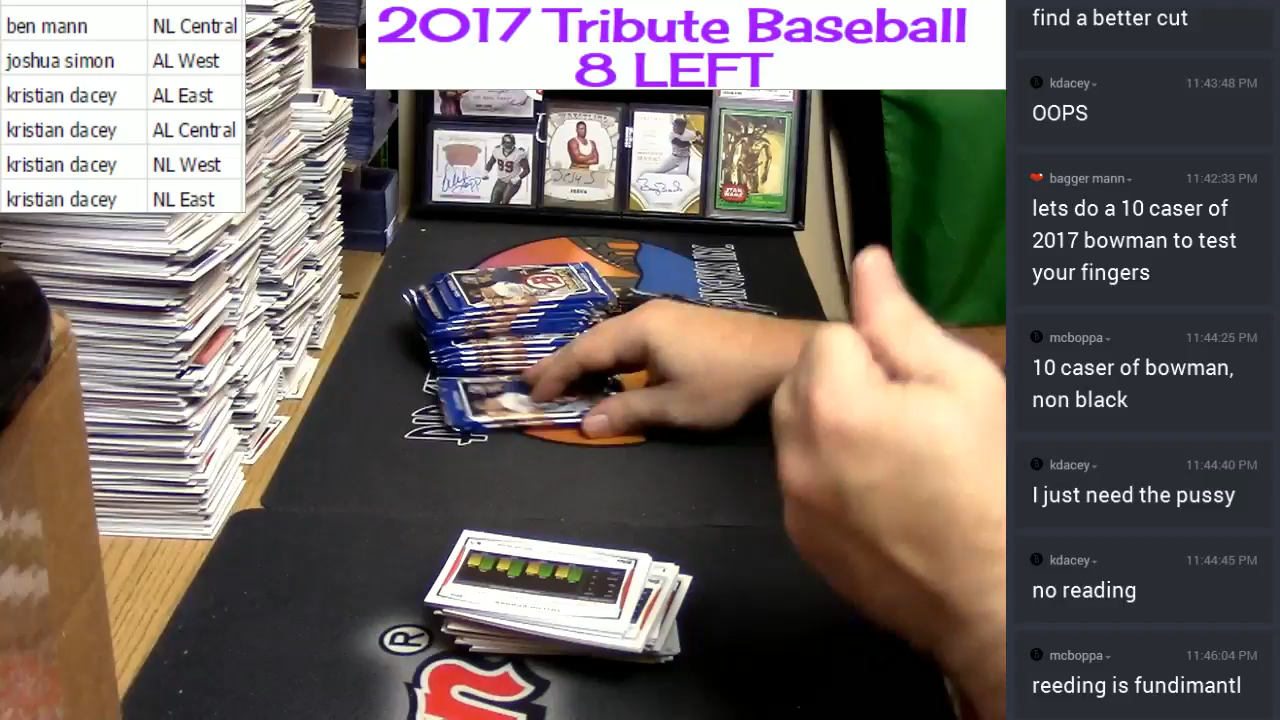 ben mann NL Central
joshua simon AL West
kristian dacey AL East
kristian dacey AL Central
kristian dacey NL West
kristian dacey NL East
2017 Tribute Baseball
8 LEFT
99
STAR
WARS
®
find a better cut
kdacey 11:43:48 PM
OOPS
bagger mann 11:42:33 PM
lets do a 10 caser of
2017 bowman to test
your fingers
mcboppa 11:44:25 PM
10 caser of bowman,
non black
kdacey 11:44:40 PM
I just need the pussy
kdacey 11:44:45 PM
no reading
mcboppa 11:46:04 PM
reeding is fundimantl